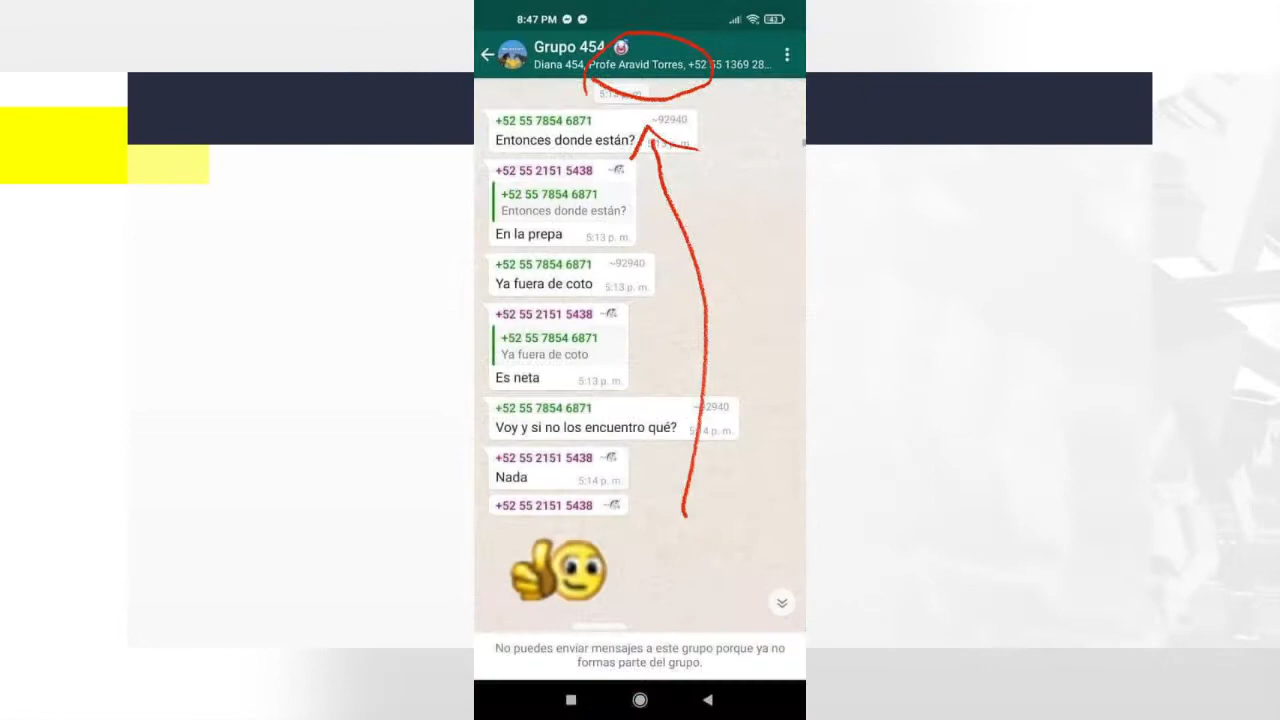 8:47 PM
Grupo 454
Diana 454, Profe Aravid Torres, +52 55 1369 28...
+52 55 7854 6871 ~92940
Entonces donde están? 5:13 p. m.
+52 55 2151 5438
+52 55 7854 6871
Entonces donde están?
En la prepa 5:13 p. m.
+52 55 7854 6871 ~92940
Ya fuera de coto 5:13 p. m.
+52 55 2151 5438
+52 55 7854 6871
Ya fuera de coto
Es neta 5:13 p. m.
+52 55 7854 6871 ~92940
Voy y si no los encuentro qué? 5:14 p. m.
+52 55 2151 5438
Nada 5:14 p. m.
+52 55 2151 5438
No puedes enviar mensajes a este grupo porque ya no
formas parte del grupo.